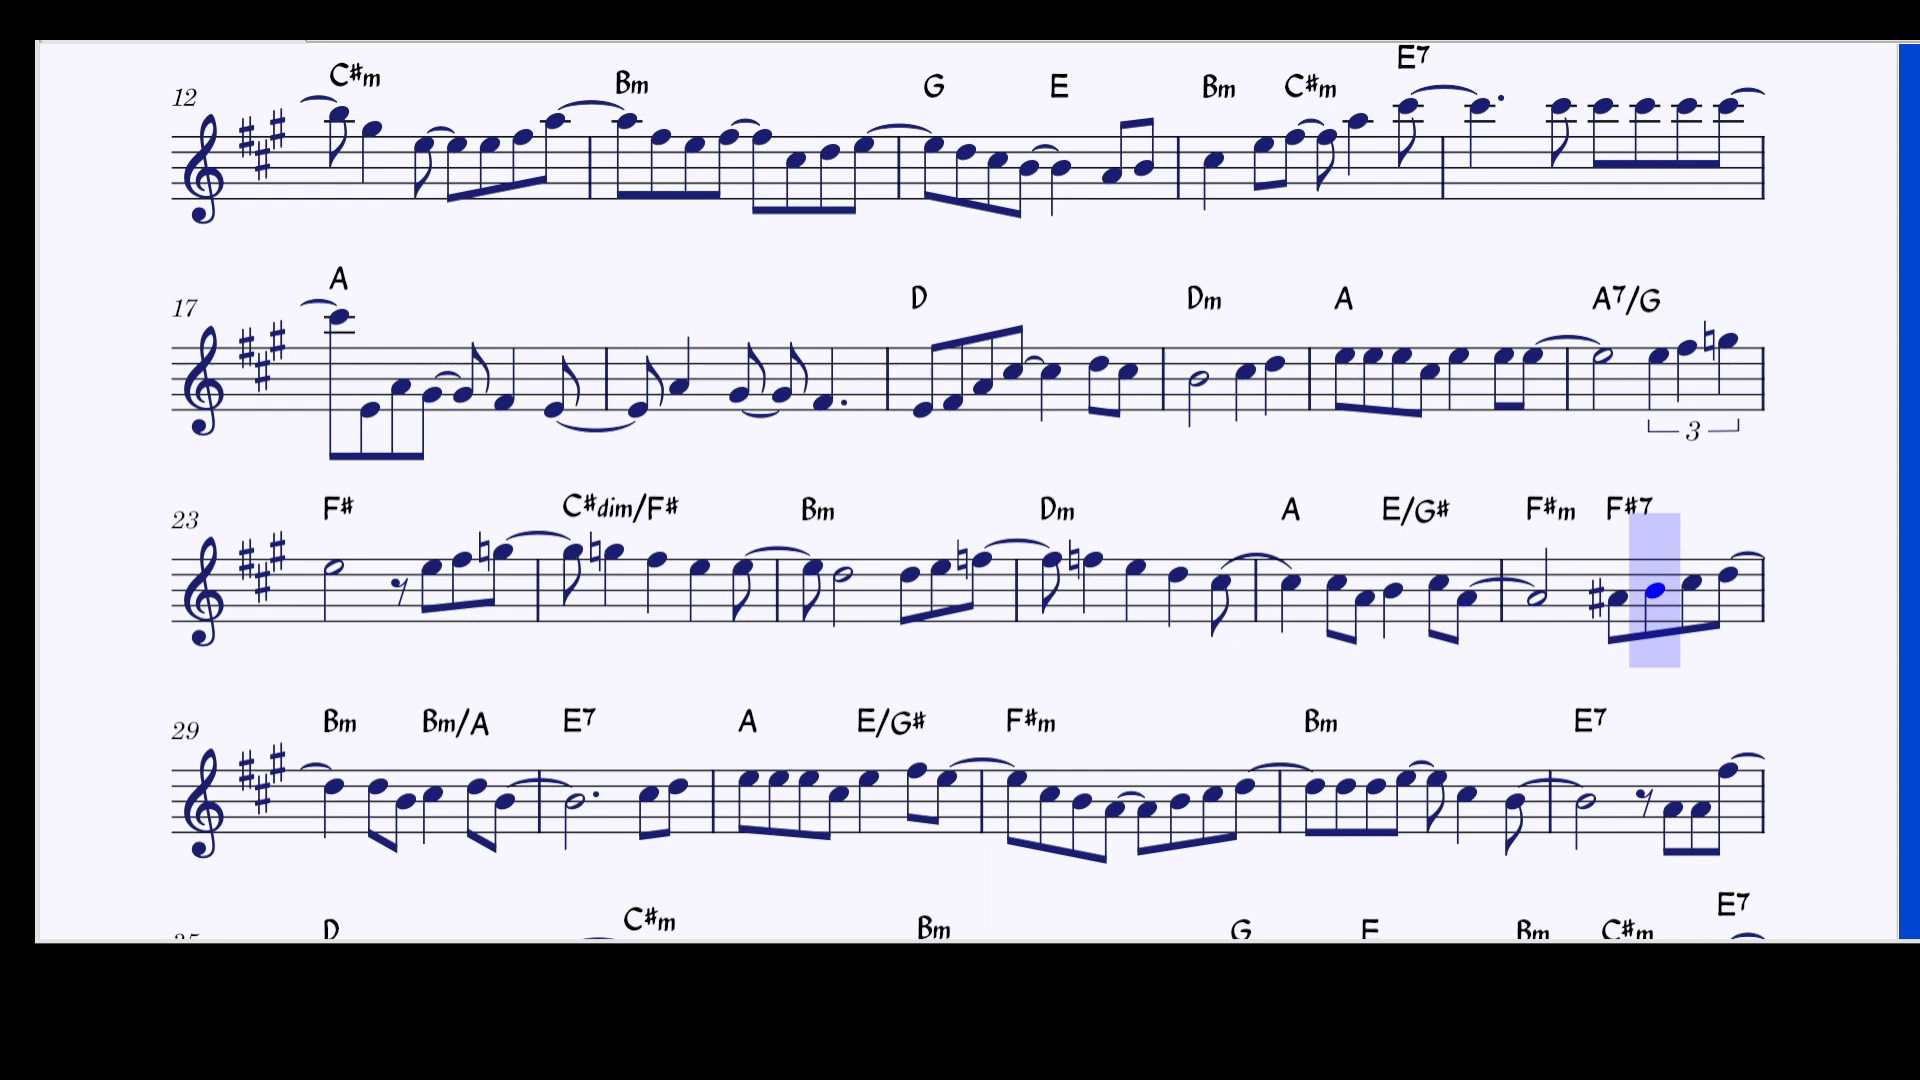 E7
C#m Bm G E Bm C#m
12
A
17 D Dm A A7/G
3
F# C#dim/F# Bm Dm A E/G# F#m F#7
23
Bm Bm/A E7 A E/G# F#m Bm E7
29
E7
D C#m Bm G E Bm C#m